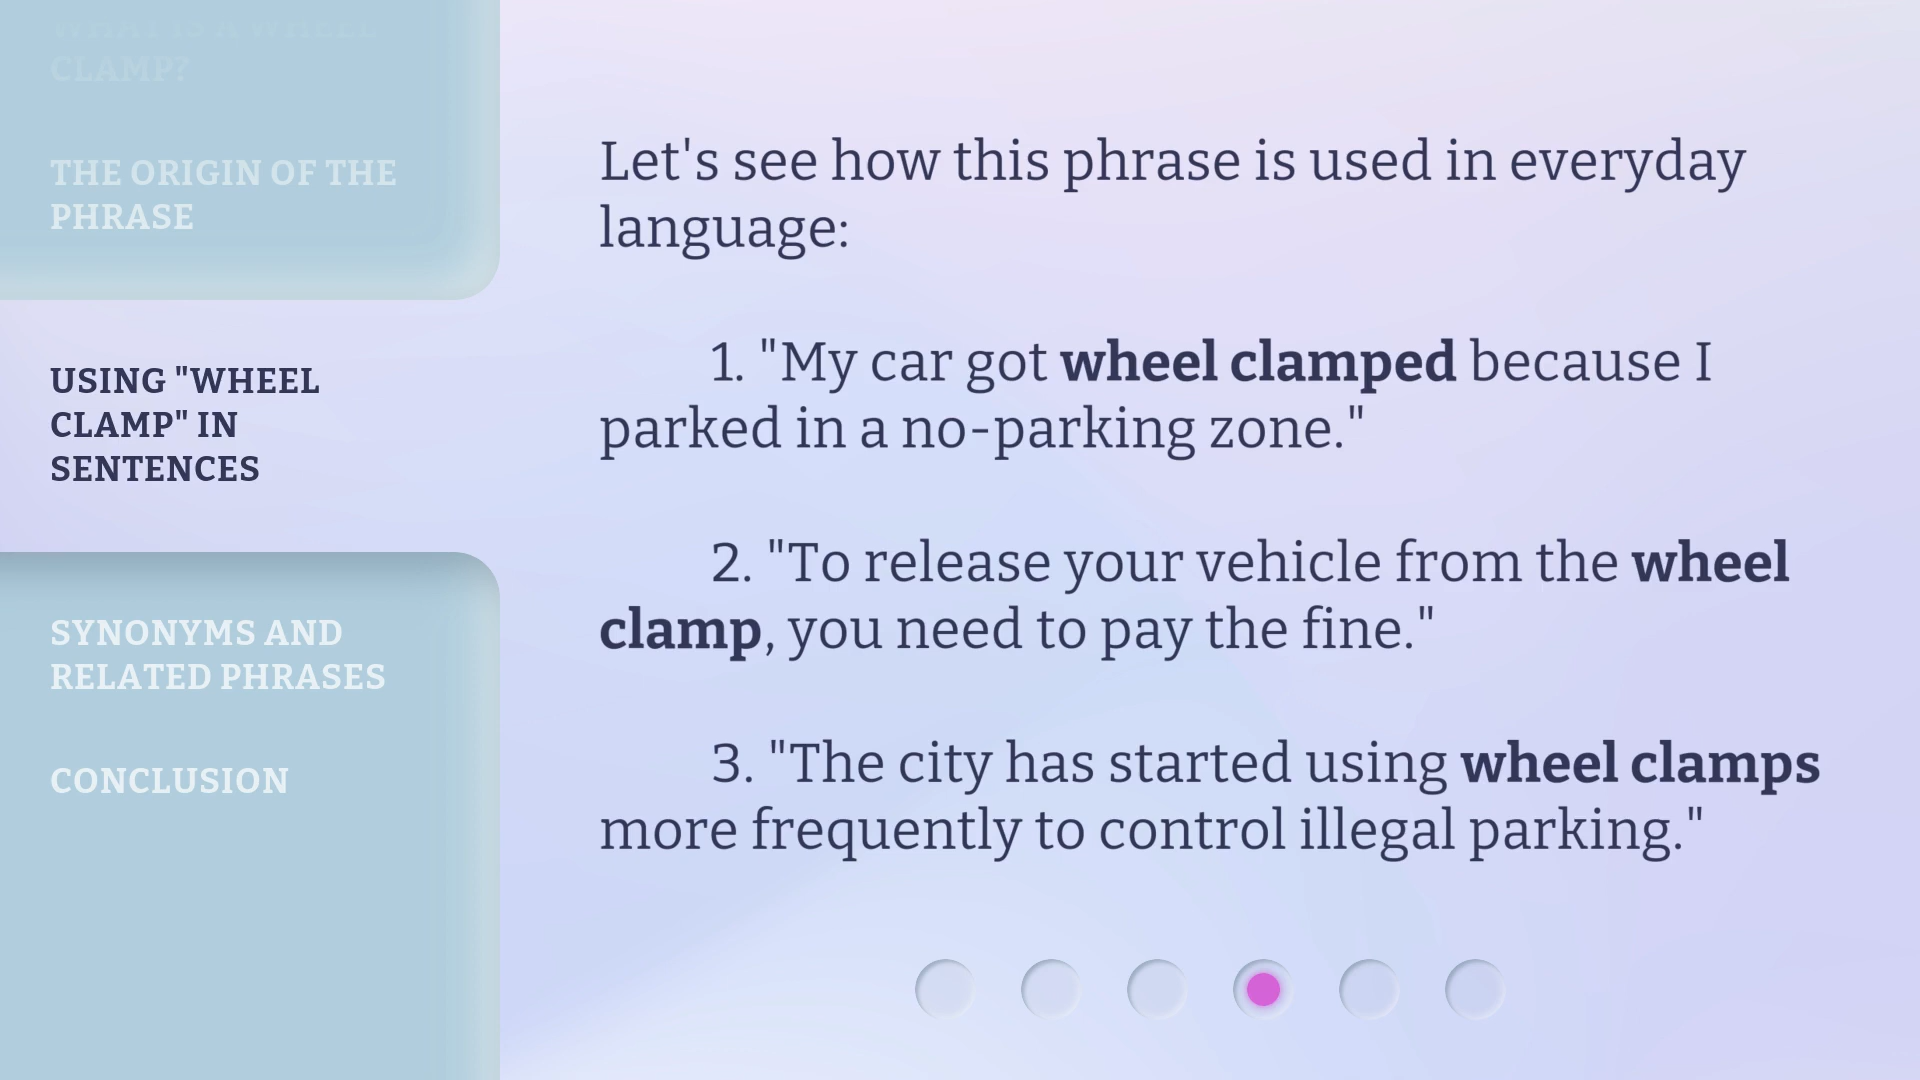 WHAT IS A WHEEL
CLAMP?
THE ORIGIN OF THE
PHRASE
USING "WHEEL
CLAMP" IN
SENTENCES
SYNONYMS AND
RELATED PHRASES
CONCLUSION
Let's see how this phrase is used in everyday
language:
1. "My car got wheel clamped because I
parked in a no-parking zone."
2. "To release your vehicle from the wheel
clamp, you need to pay the fine."
3. "The city has started using wheel clamps
more frequently to control illegal parking."